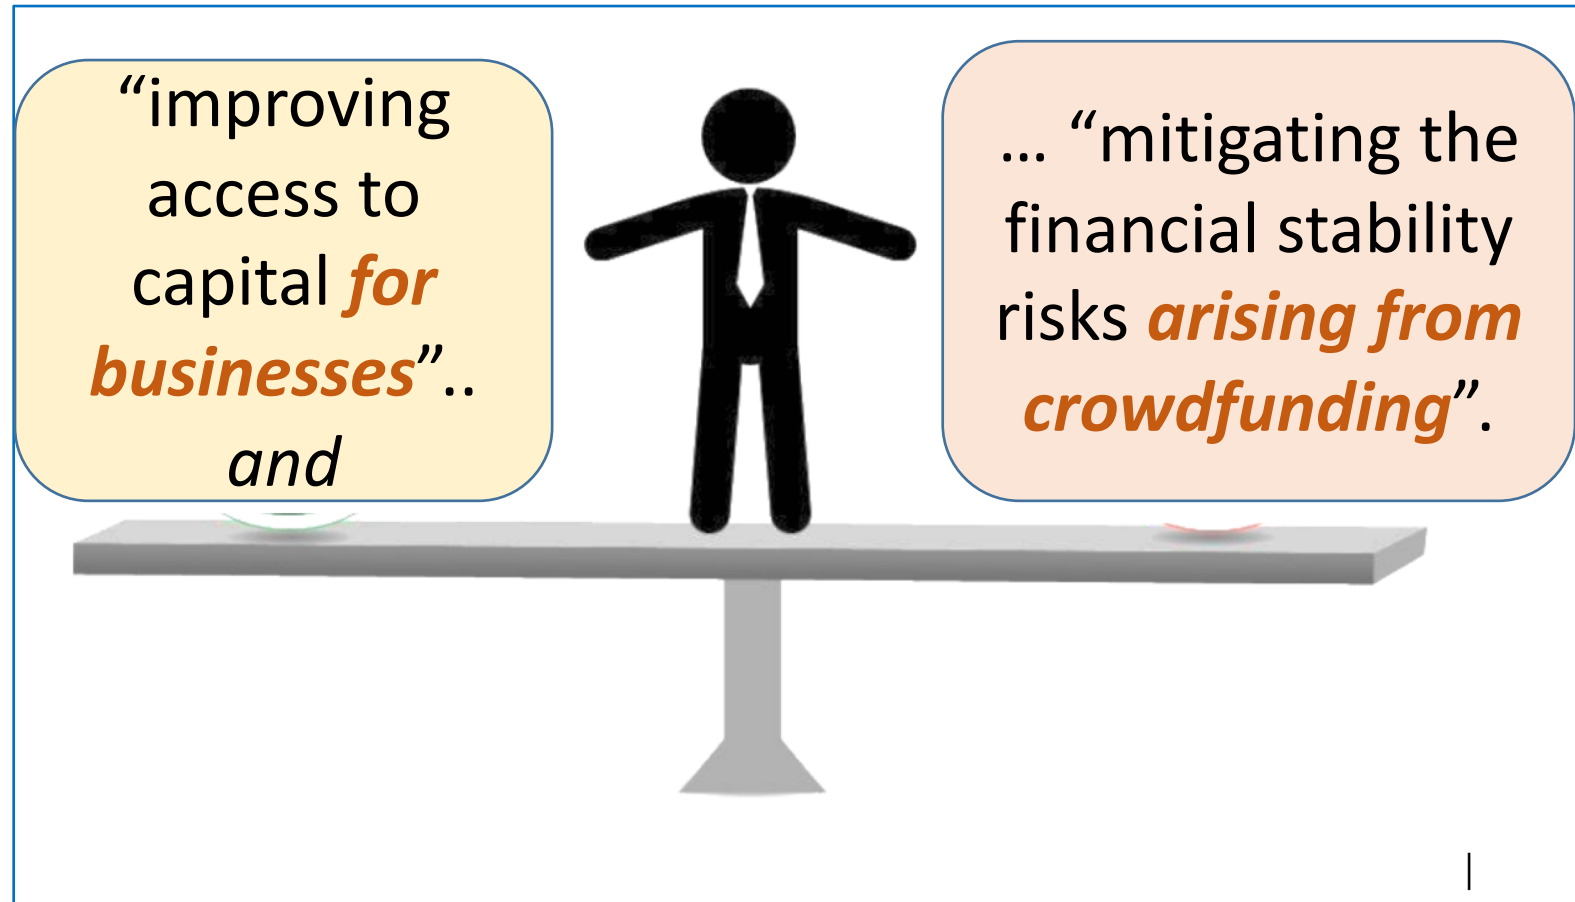 “improving
access to
capital for
businesses”..
and
… “mitigating the
financial stability
risks arising from
crowdfunding”.
|